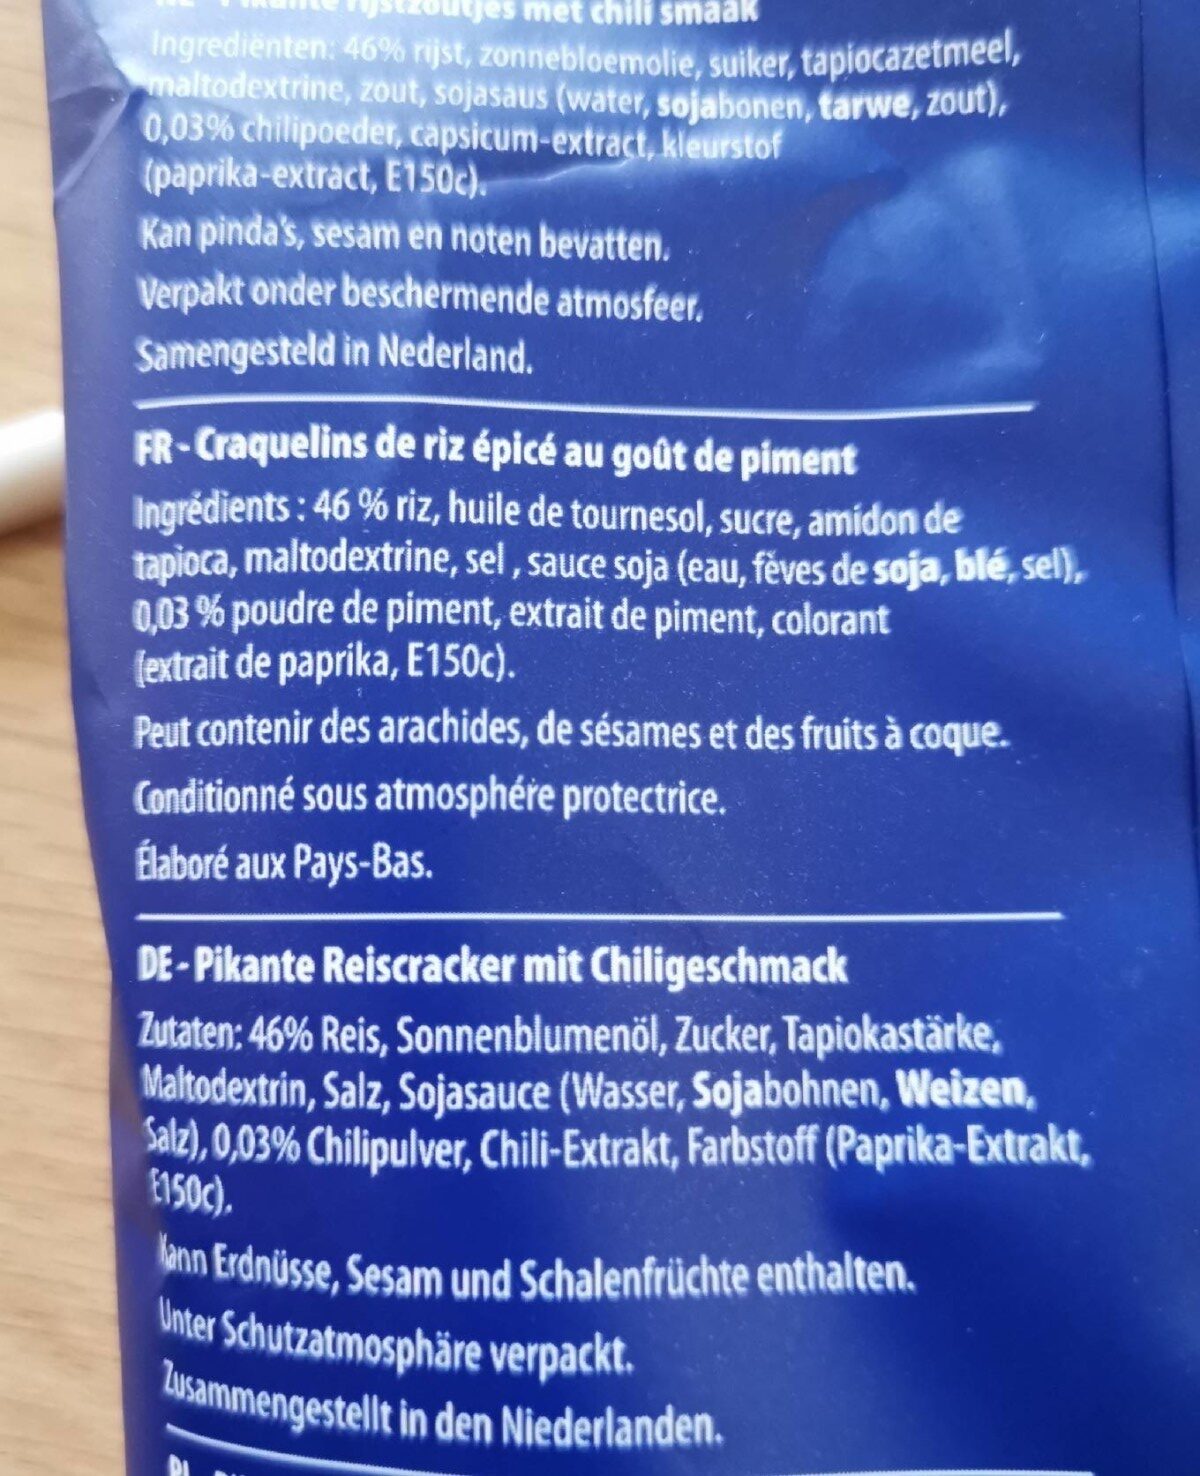 Pikante rijstzoutjes met chili smaak
Ingrediënten: 46% rijst, zonnebloemolie, suiker, tapiocazetmeel,
maltodextrine, zout, sojasaus (water, sojabonen, tarwe, zout),
0,03% chilipoeder, capsicum-extract, kleurstof
(paprika-extract, E150c).
Kan pinda's, sesam en noten bevatten.
Verpakt onder beschermende atmosfeer.
Samengesteld in Nederland.
FR - Craquelins de riz épicé au goût de piment
Ingrédients : 46 % riz, huile de tournesol, sucre, amidon de
tapioca, maltodextrine, sel , sauce soja (eau, fèves de soja, blé, sel),
0,03 % poudre de piment, extrait de piment, colorant
(extrait de paprika, E150c).
Peut contenir des arachides, de sésames et des fruits à coque.
Conditionné sous atmosphére protectrice.
Élaboré aux Pays-Bas.
DE - Pikante Reiscracker mit Chiligeschmack
Zutaten: 46% Reis, Sonnenblumenöl, Zucker, Tapiokastärke,
Maltodextrin, Salz, Sojasauce (Wasser, Sojabohnen, Weizen,
Salz), 0,03% Chilipulver, Chili-Extrakt, Farbstoff (Paprika-Extrakt,
E150c).
Kann Erdnüsse, Sesam und Schalenfrüchte enthalten.
Unter Schutzatmosphäre verpackt.
Zusammengestellt in den Niederlanden.